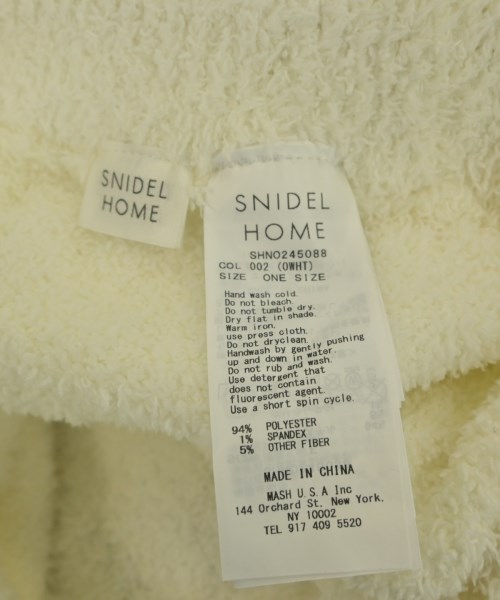 SNIDEL
HOME
SNIDEL
HOME
SHNO245088
COL 002 (OWHT)
SIZE ONE SIZE
Hand wash cold.
Do not bleach.
Do not tumble dry.
Dry flat in shade.
Warm iron.
use press cloth.
Do not dryclean.
Handwash by gently pushing
up and down in water.
Do not rub and wash.
Use detergent that
does not contain
fluorescent agent.
Use a short spin cycle.
94% POLYESTER
1% SPANDEX
5% OTHER FIBER
MADE IN CHINA
MASH U.S.A Inc
144 Orchard St, New York.
NY 10002
TEL 917 409 5520